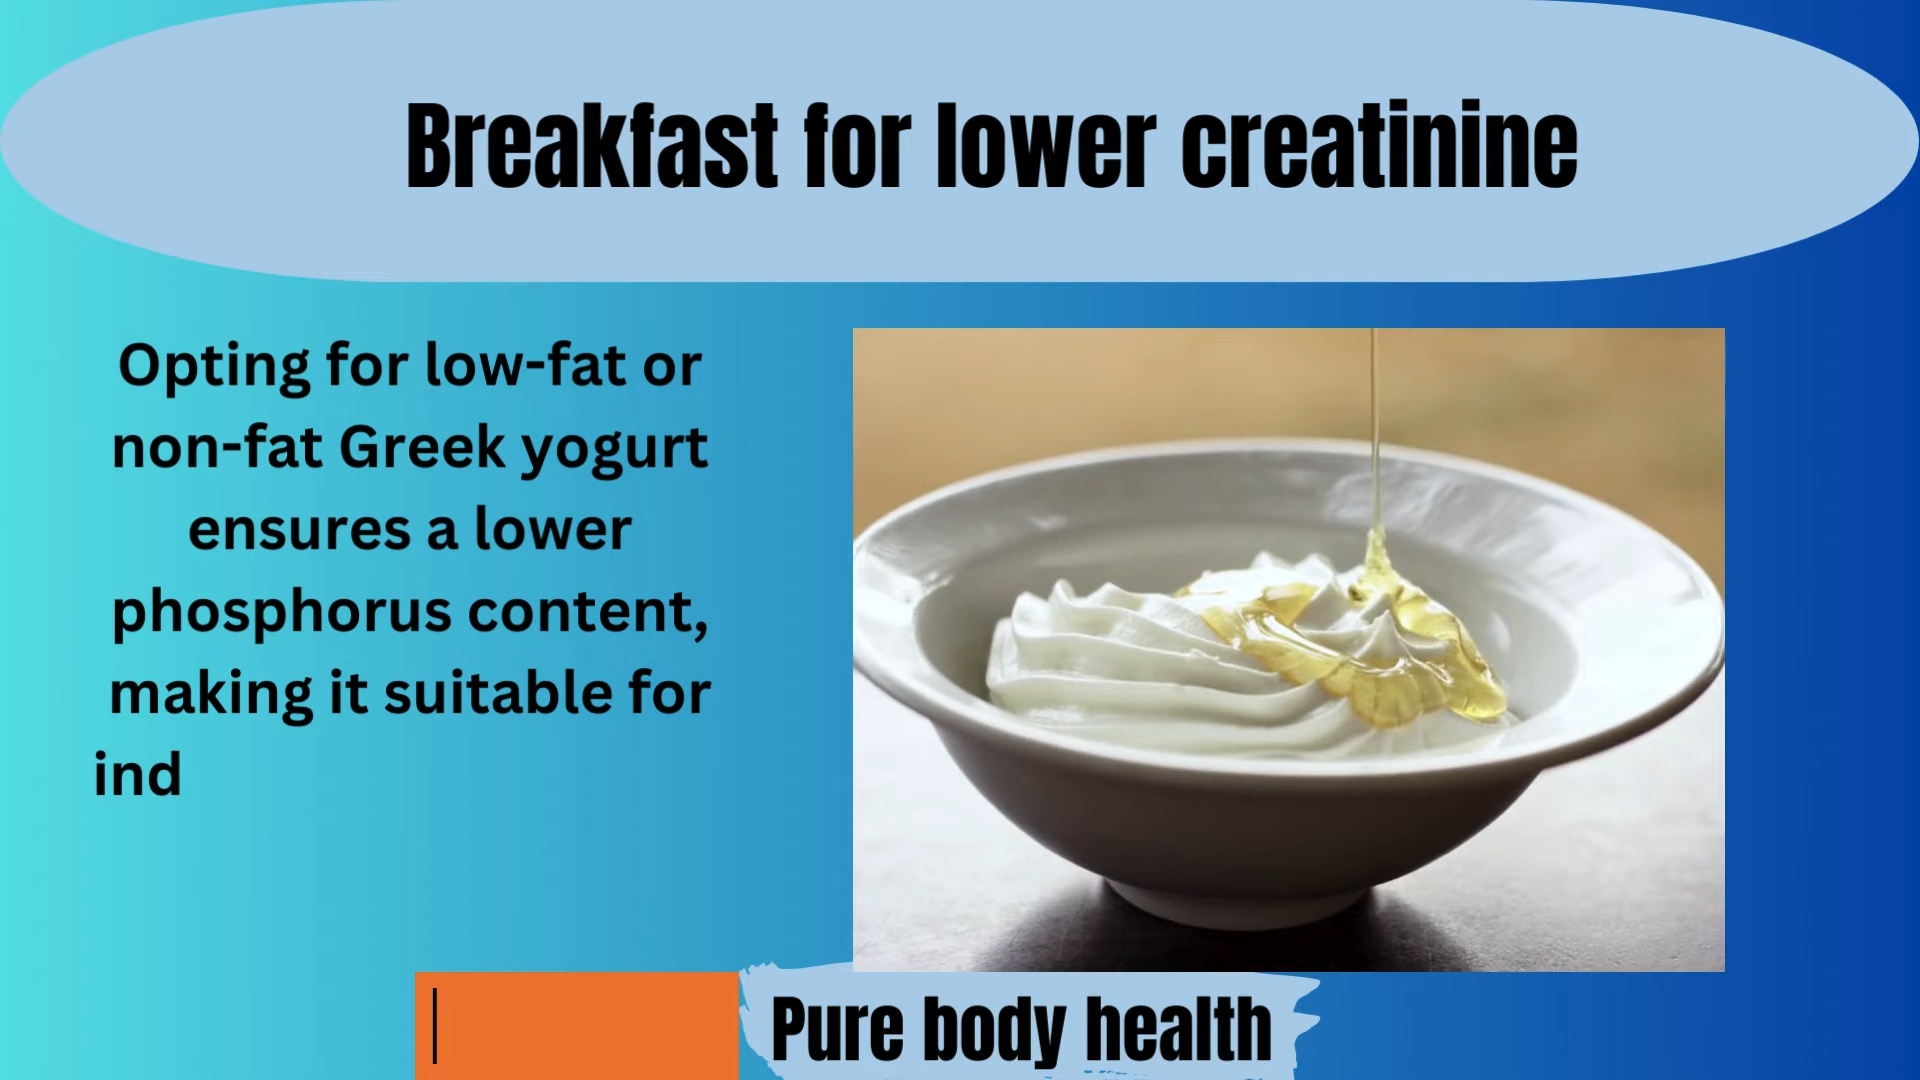 Breakfast for lower creatinine
Opting for low-fat or
non-fat Greek yogurt
ensures a lower
phosphorus content,
making it suitable for
ind
Pure body health